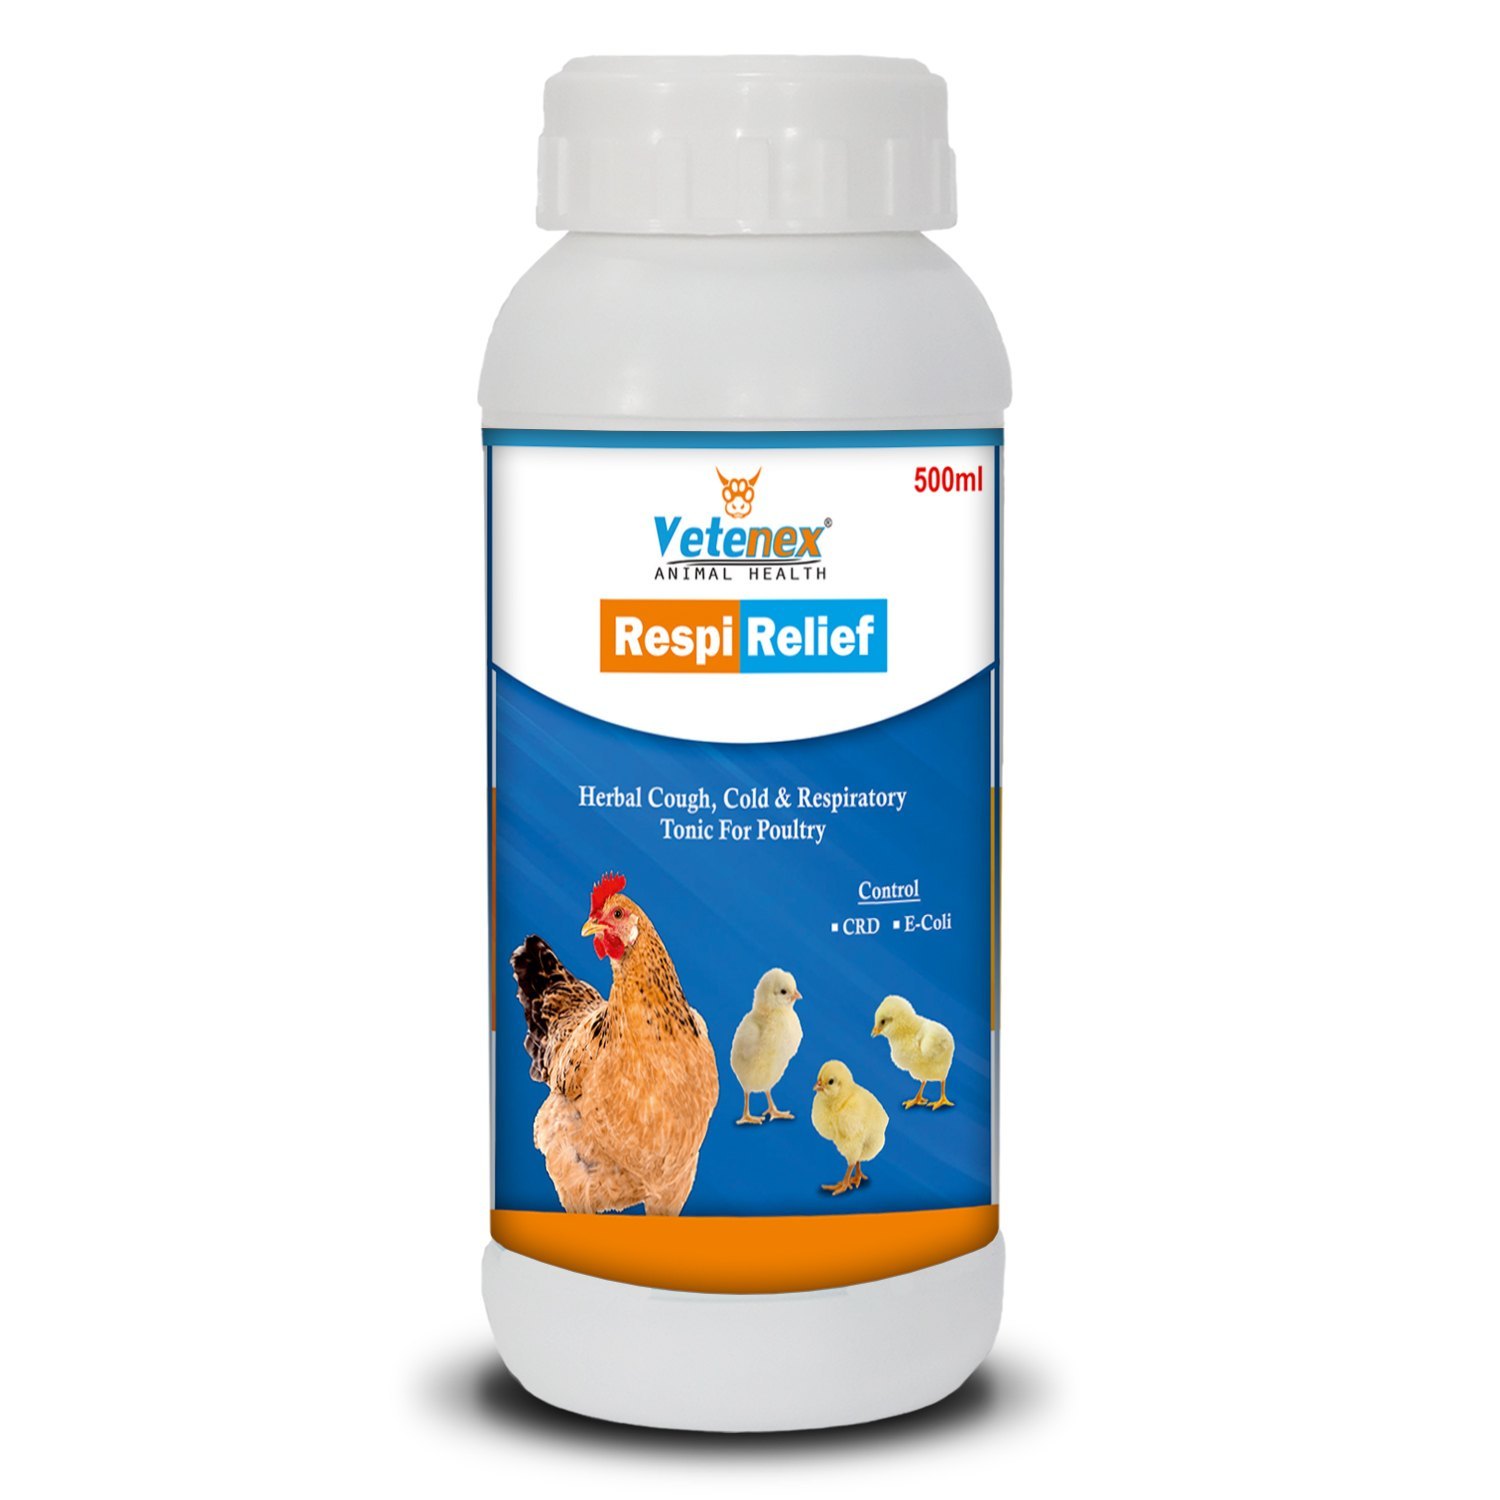 500ml
Vetenex®
ANIMAL HEALTH
Respi Relief
Herbal Cough, Cold & Respiratory
Tonic For Poultry
Control
▪ CRD ▪ E-Coli